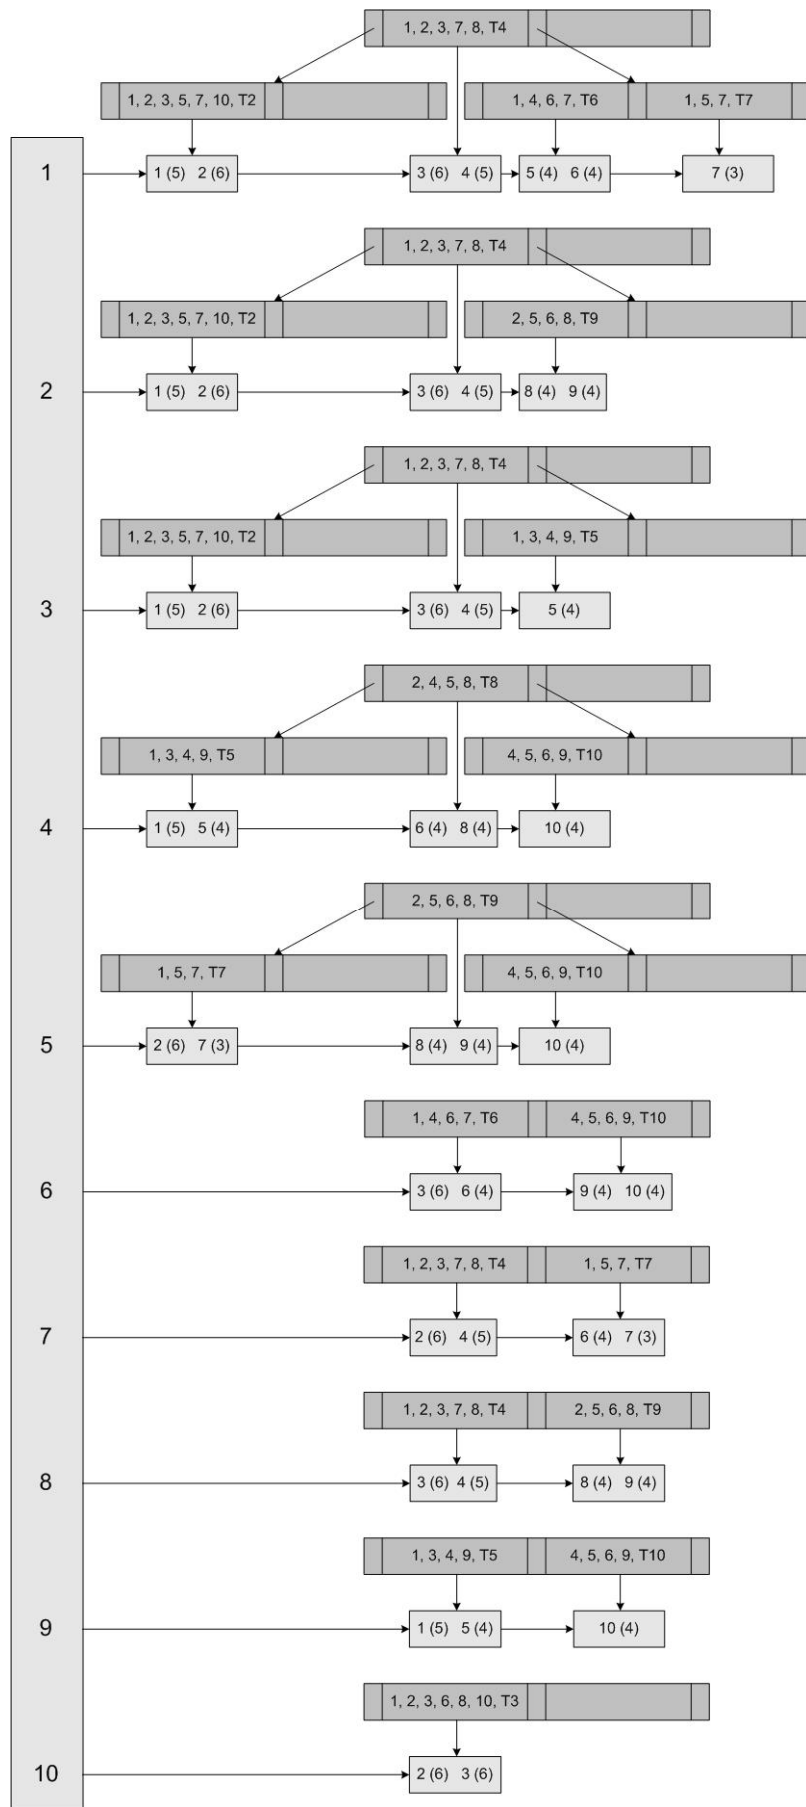 1, 2, 3, 7, 8, T4
1, 2, 3, 5, 7, 10, T2 1, 4, 6, 7, T6 1, 5, 7, T7
1 1 (5) 2 (6) 3 (6) 4 (5) 5 (4) 6 (4) 7 (3)
1, 2, 3, 7, 8, T4
1, 2, 3, 5, 7, 10, T2 2, 5, 6, 8, T9
2 1 (5) 2 (6) 3 (6) 4 (5) 8 (4) 9 (4)
1, 2, 3, 7, 8, T4
1, 2, 3, 5, 7, 10, T2 1, 3, 4, 9, T5
3 1 (5) 2 (6) 3 (6) 4 (5) 5 (4)
2, 4, 5, 8, T8
1, 3, 4, 9, T5 4, 5, 6, 9, T10
4 1 (5) 5 (4) 6 (4) 8 (4) 10 (4)
2, 5, 6, 8, T9
1, 5, 7, T7 4, 5, 6, 9, T10
5 2 (6) 7 (3) 8 (4) 9 (4) 10 (4)
1, 4, 6, 7, T6 4, 5, 6, 9, T10
6 3 (6) 6 (4) 9 (4) 10 (4)
1, 2, 3, 7, 8, T4 1, 5, 7, T7
7 2 (6) 4 (5) 6 (4) 7 (3)
1, 2, 3, 7, 8, T4 2, 5, 6, 8, T9
8 3 (6) 4 (5) 8 (4) 9 (4)
1, 3, 4, 9, T5 4, 5, 6, 9, T10
9 1 (5) 5 (4) 10 (4)
1, 2, 3, 6, 8, 10, T3
10 2 (6) 3 (6)